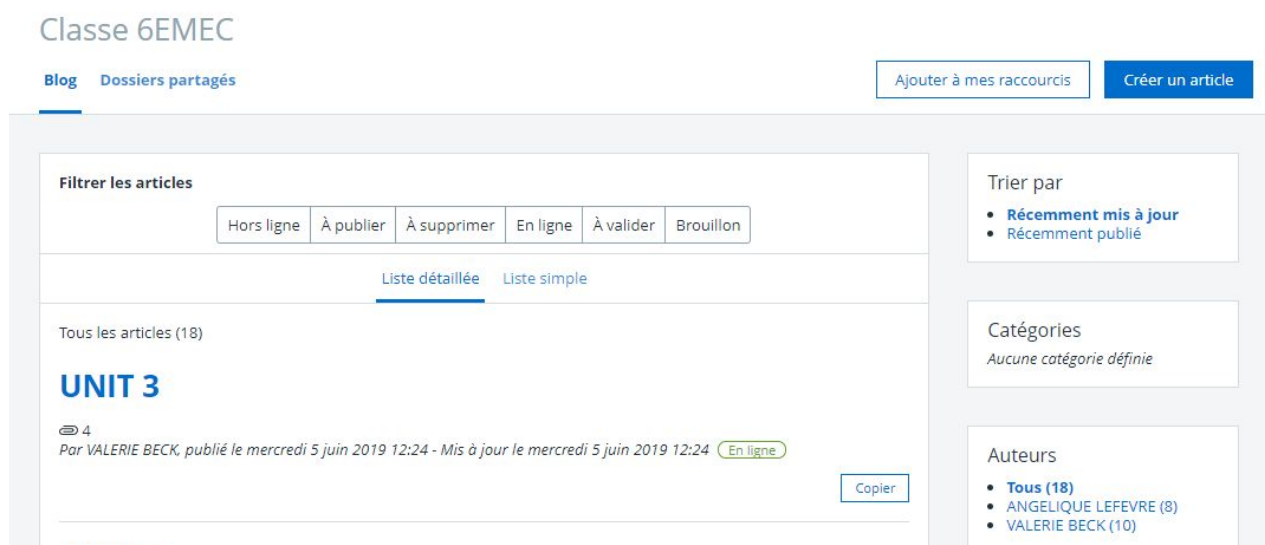 Classe 6EMEC
Blog Dossiers partagés
Ajouter à mes raccourcis Créer un article
Filtrer les articles
Hors ligne À publier À supprimer En ligne À valider Brouillon
Liste détaillée Liste simple
Tous les articles (18)
UNIT 3
4
Par VALERIE BECK, publié le mercredi 5 juin 2019 12:24 - Mis à jour le mercredi 5 juin 2019 12:24 En ligne
Copier
Trier par
Récemment mis à jour
Récemment publié
Catégories
Aucune catégorie définie
Auteurs
Tous (18)
ANGELIQUE LEFEVRE (8)
VALERIE BECK (10)